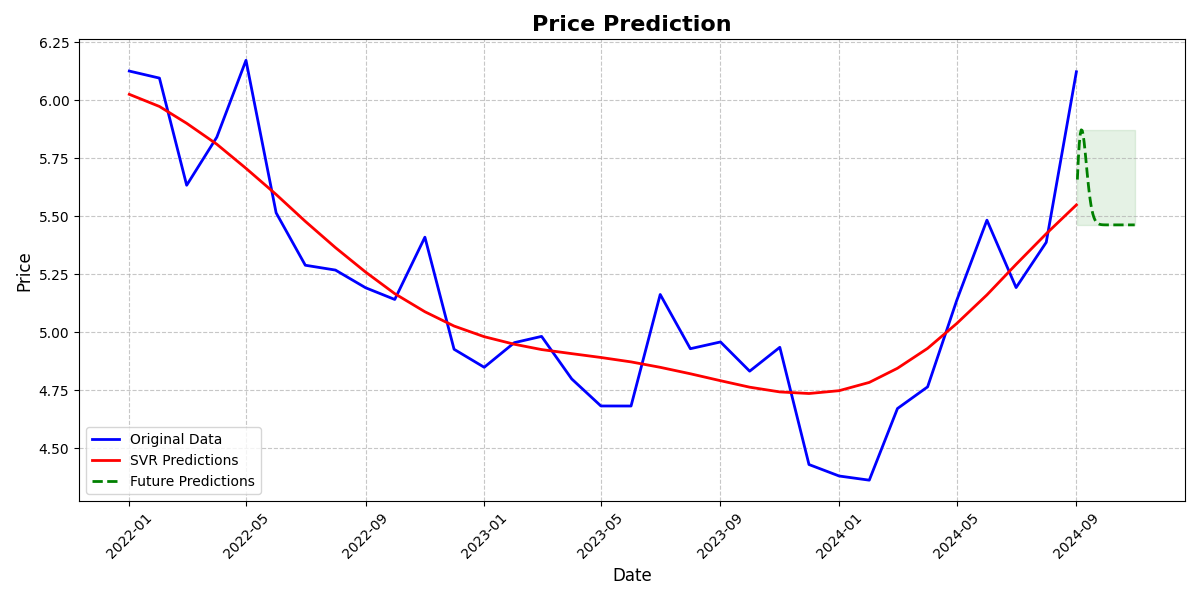 Price Prediction
6.25
6.00
5.75
5.50
5.25
5.00
4.75
4.50
Price
Original Data
SVR Predictions
Future Predictions
2022-01
2022-05
2022-09
2023-01
2023-05
2023-09
2024-01
2024-05
2024-09
Date